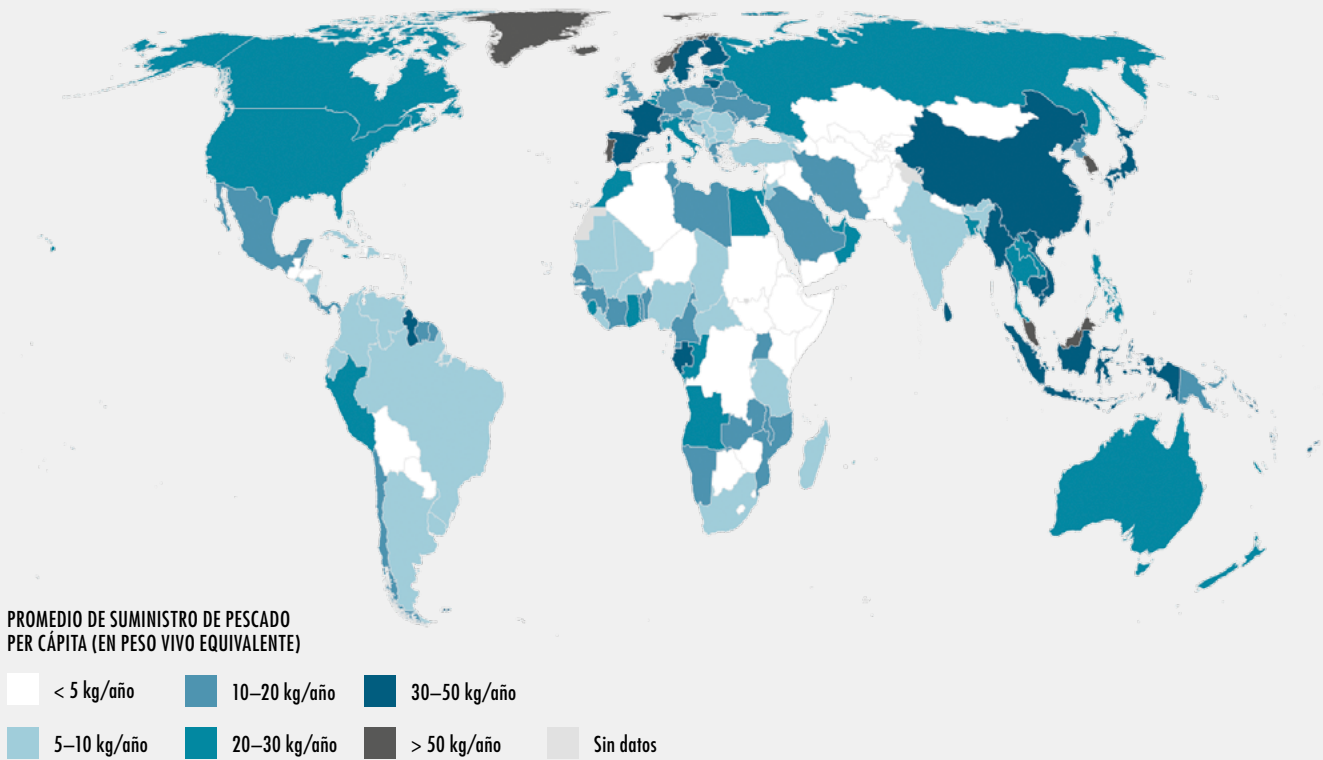 PROMEDIO DE SUMINISTRO DE PESCADO
PER CÁPITA (EN PESO VIVO EQUIVALENTE)
< 5 kg/año
10–20 kg/año
30–50 kg/año
5–10 kg/año
20–30 kg/año
> 50 kg/año
Sin datos